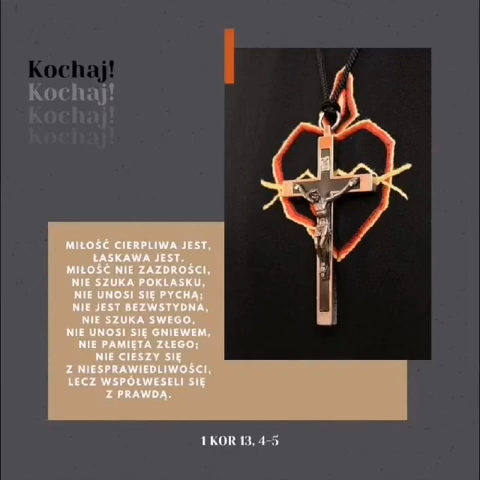 Kochaj!
Kochaj!
Kochaj!
Kochaj!
MIŁOŚĆ CIERPLIWA JEST,
ŁASKAWA JEST.
MIŁOŚĆ NIE ZAZDROŚCI,
NIE SZUKA POKLASKU,
NIE UNOSI SIĘ PYCHĄ;
NIE JEST BEZWSTYDNA,
NIE SZUKA SWEGO,
NIE UNOSI SIĘ GNIEWEM,
NIE PAMIĘTA ZŁEGO;
NIE CIESZY SIĘ
Z NIESPRAWIEDLIWOŚCI,
LECZ WSPÓŁWESELI SIĘ
Z PRAWDĄ.
1 KOR 13, 4-5